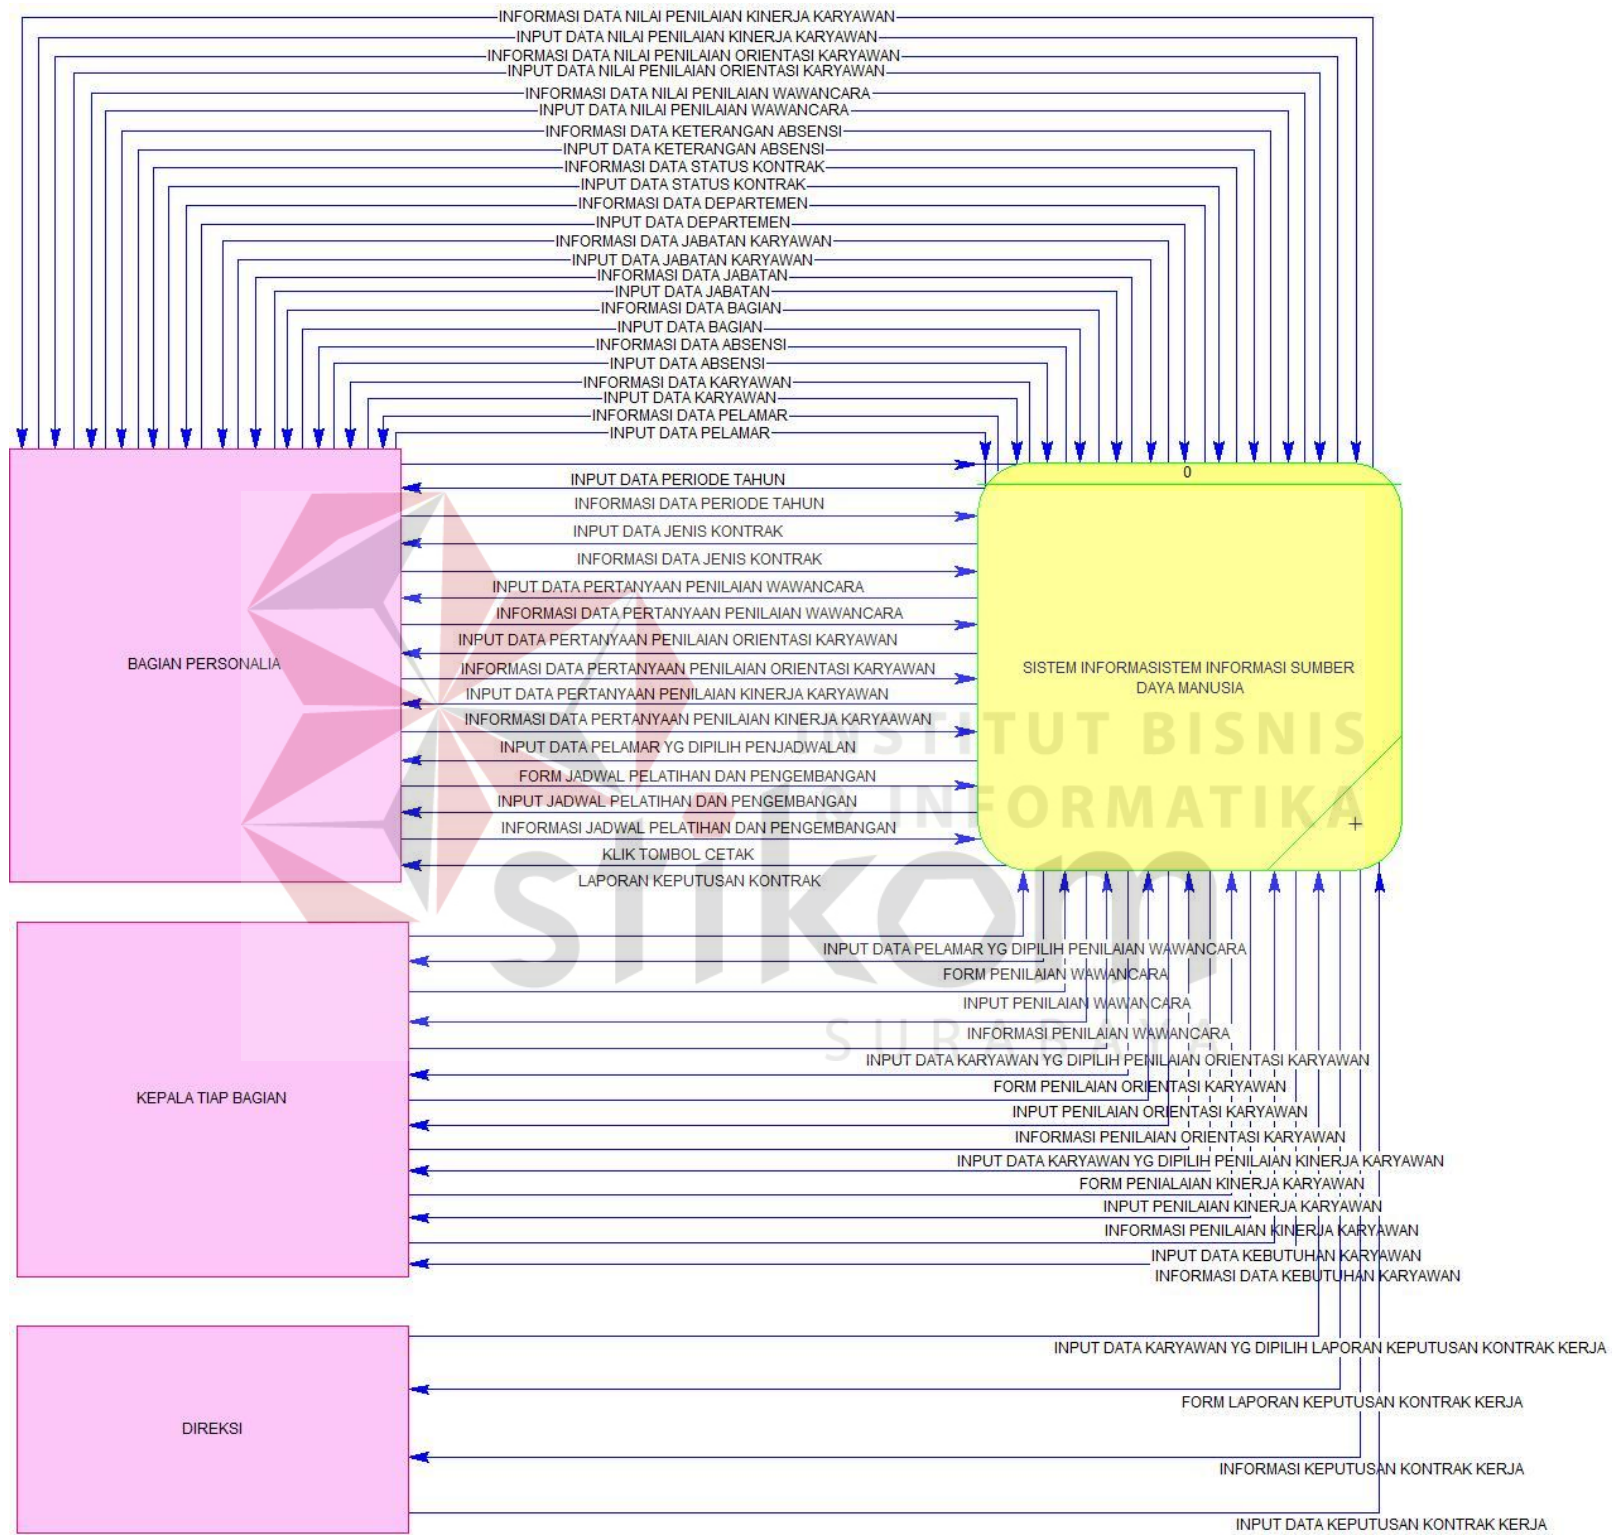 INFORMASI DATA NILAI PENILAIAN KINERJA KARYAWAN
INPUT DATA NILAI PENILAIAN KINERJA KARYAWAN
INFORMASI DATA NILAI PENILAIAN ORIENTASI KARYAWAN
INPUT DATA NILAI PENILAIAN ORIENTASI KARYAWAN
INFORMASI DATA NILAI PENILAIAN WAWANCARA
INPUT DATA NILAI PENILAIAN WAWANCARA
INFORMASI DATA KETERANGAN ABSENSI
INPUT DATA KETERANGAN ABSENSI
INFORMASI DATA STATUS KONTRAK
INPUT DATA STATUS KONTRAK
INFORMASI DATA DEPARTEMEN
INPUT DATA DEPARTEMEN
INFORMASI DATA JABATAN KARYAWAN
INPUT DATA JABATAN KARYAWAN
INFORMASI DATA JABATAN
INPUT DATA JABATAN
INFORMASI DATA BAGIAN
INPUT DATA BAGIAN
INFORMASI DATA ABSENSI
INPUT DATA ABSENSI
INFORMASI DATA KARYAWAN
INPUT DATA KARYAWAN
INFORMASI DATA PELAMAR
INPUT DATA PELAMAR
0
INPUT DATA PERIODE TAHUN
INFORMASI DATA PERIODE TAHUN
INPUT DATA JENIS KONTRAK
INFORMASI DATA JENIS KONTRAK
INPUT DATA PERTANYAAN PENILAIAN WAWANCARA
INFORMASI DATA PERTANYAAN PENILAIAN WAWANCARA
INPUT DATA PERTANYAAN PENILAIAN ORIENTASI KARYAWAN
BAGIAN PERSONALIA
INFORMASI DATA PERTANYAAN PENILAIAN ORIENTASI KARYAWAN
SISTEM INFORMASISTEM INFORMASI SUMBER
DAYA MANUSIA
INPUT DATA PERTANYAAN PENILAIAN KINERJA KARYAWAN
INFORMASI DATA PERTANYAAN PENILAIAN KINERJA KARYAAWAN
INSTITUT BISNIS
INPUT DATA PELAMAR YG DIPILIH PENJADWALAN
FORM JADWAL PELATIHAN DAN PENGEMBANGAN
INPUT JADWAL PELATIHAN DAN PENGEMBANGAN
& INFORMATIKA
INFORMASI JADWAL PELATIHAN DAN PENGEMBANGAN
KLIK TOMBOL CETAK
LAPORAN KEPUTUSAN KONTRAK
stikom
INPUT DATA PELAMAR YG DIPILIH PENILAIAN WAWANCARA
FORM PENILAIAN WAWANCARA
INPUT PENILAIAN WAWANCARA
INFORMASI PENILAIAN WAWANCARA
SURABAYA
INPUT DATA KARYAWAN YG DIPILIH PENILAIAN ORIENTASI KARYAWAN
FORM PENILAIAN ORIENTASI KARYAWAN
KEPALA TIAP BAGIAN
INPUT PENILAIAN ORIENTASI KARYAWAN
INFORMASI PENILAIAN ORIENTASI KARYAWAN
INPUT DATA KARYAWAN YG DIPILIH PENILAIAN KINERJA KARYAWAN
FORM PENIALAIAN KINERJA KARYAWAN
INPUT PENILAIAN KINERJA KARYAWAN
INFORMASI PENILAIAN KINERJA KARYAWAN
INPUT DATA KEBUTUHAN KARYAWAN
INFORMASI DATA KEBUTUHAN KARYAWAN
INPUT DATA KARYAWAN YG DIPILIH LAPORAN KEPUTUSAN KONTRAK KERJA
FORM LAPORAN KEPUTUSAN KONTRAK KERJA
DIREKSI
INFORMASI KEPUTUSAN KONTRAK KERJA
INPUT DATA KEPUTUSAN KONTRAK KERJA